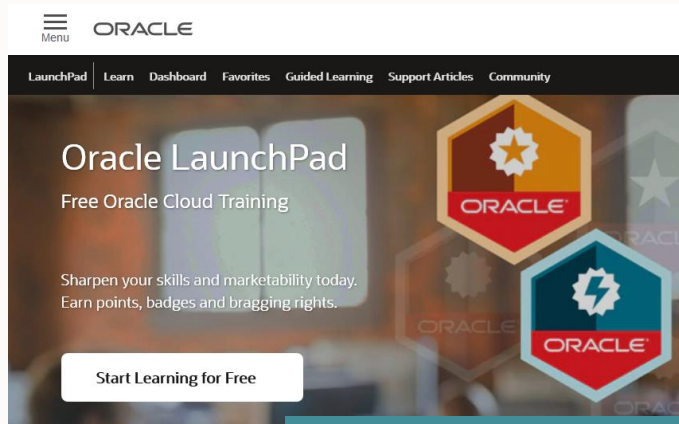 Menu
ORACLE
LaunchPad Learn Dashboard Favorites Guided Learning Support Articles Community
Oracle LaunchPad
Free Oracle Cloud Training
Sharpen your skills and marketability today.
Earn points, badges and bragging rights.
Start Learning for Free
ORACLE
ORACLE
ORACLE